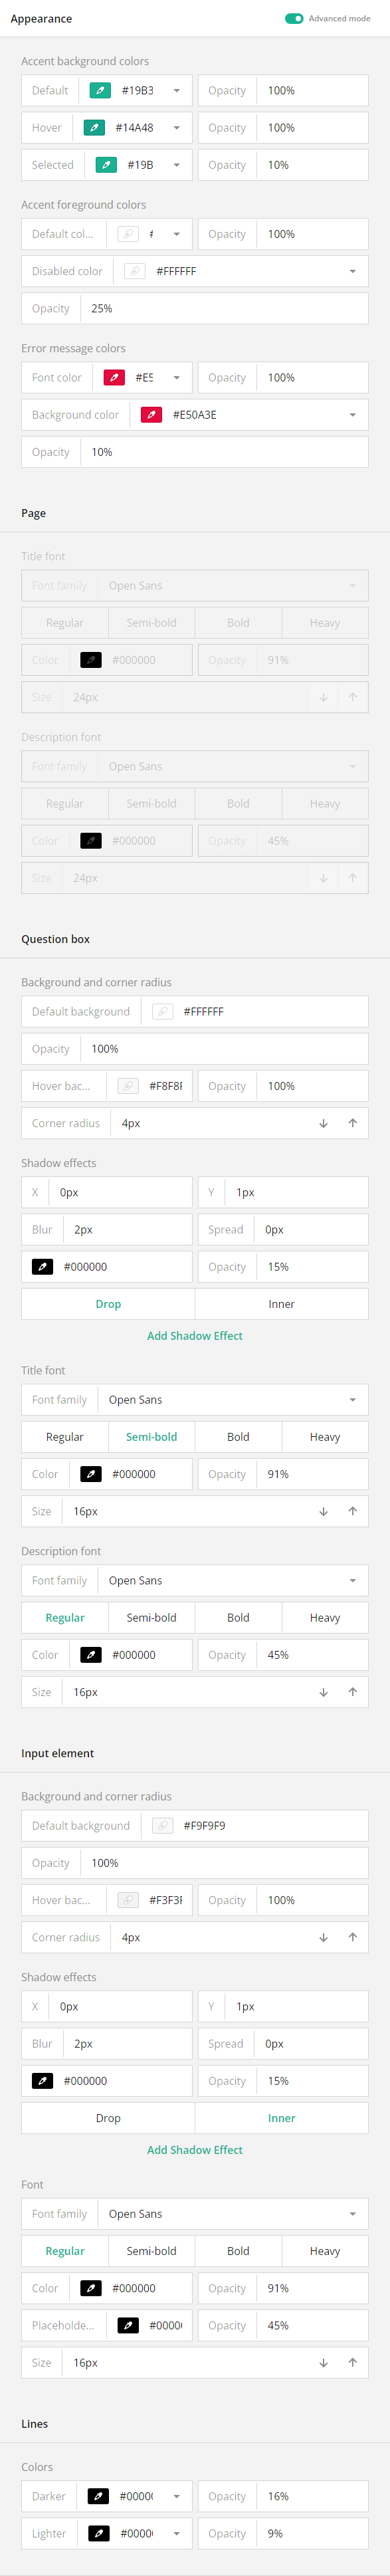 Appearance
Advanced mode
Accent background colors
Default #19B3 Opacity 100%
Hover #14A48 Opacity 100%
Selected #19B Opacity 10%
Accent foreground colors
Default col... # Opacity 100%
Disabled color #FFFFFF
Opacity 25%
Error message colors
Font color #E5 Opacity 100%
Background color #E50A3E
Opacity 10%
Page
Title font
Font family Open Sans
Regular Semi-bold Bold Heavy
Color #000000 Opacity 91%
Size 24px
Description font
Font family Open Sans
Regular Semi-bold Bold Heavy
Color #000000 Opacity 45%
Size 24px
Question box
Background and corner radius
Default background #FFFFFF
Opacity 100%
Hover bac... #F8F8F Opacity 100%
Corner radius 4px
Shadow effects
X 0px Y 1px
Blur 2px Spread 0px
#000000 Opacity 15%
Drop Inner
Add Shadow Effect
Title font
Font family Open Sans
Regular Semi-bold Bold Heavy
Color #000000 Opacity 91%
Size 16px
Description font
Font family Open Sans
Regular Semi-bold Bold Heavy
Color #000000 Opacity 45%
Size 16px
Input element
Background and corner radius
Default background #F9F9F9
Opacity 100%
Hover bac... #F3F3F Opacity 100%
Corner radius 4px
Shadow effects
X 0px Y 1px
Blur 2px Spread 0px
#000000 Opacity 15%
Drop Inner
Add Shadow Effect
Font
Font family Open Sans
Regular Semi-bold Bold Heavy
Color #000000 Opacity 91%
Placeholde... #0000 Opacity 45%
Size 16px
Lines
Colors
Darker #0000 Opacity 16%
Lighter #0000 Opacity 9%